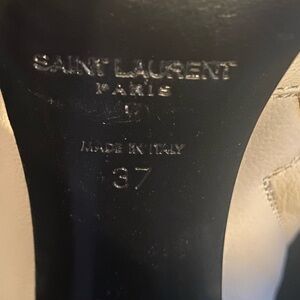 SAINT LAURENT
PARIS
MADE IN ITALY
37